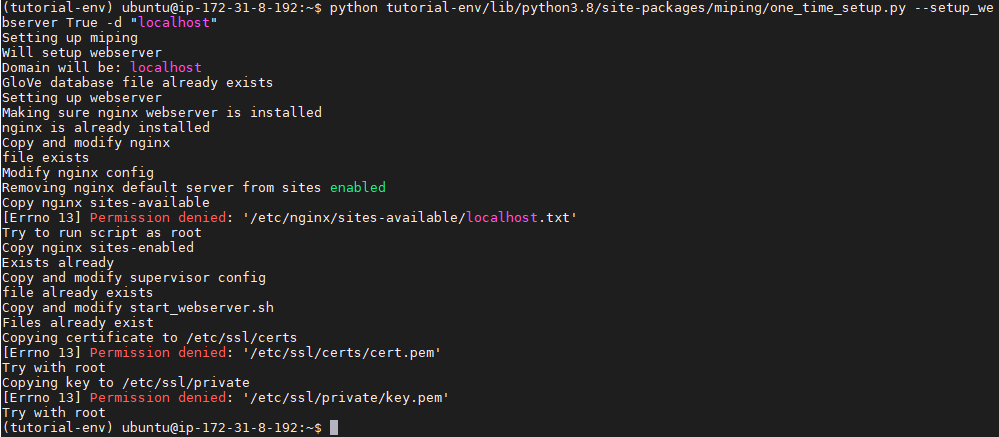 (tutorial-env) ubuntu@ip-172-31-8-192:~$ python tutorial-env/lib/python3.8/site-packages/miping/one_time_setup.py --setup_we
bserver True -d "localhost"
Setting up miping
Will setup webserver
Domain will be: localhost
GloVe database file already exists
Setting up webserver
Making sure nginx webserver is installed
nginx is already installed
Copy and modify nginx
file exists
Modify nginx config
Removing nginx default server from sites enabled
Copy nginx sites-available
[Errno 13] Permission denied: '/etc/nginx/sites-available/localhost.txt'
Try to run script as root
Copy nginx sites-enabled
Exists already
Copy and modify supervisor config
file already exists
Copy and modify start_webserver.sh
Files already exist
Copying certificate to /etc/ssl/certs
[Errno 13] Permission denied: '/etc/ssl/certs/cert.pem'
Try with root
Copying key to /etc/ssl/private
[Errno 13] Permission denied: '/etc/ssl/private/key.pem'
Try with root
(tutorial-env) ubuntu@ip-172-31-8-192:~$